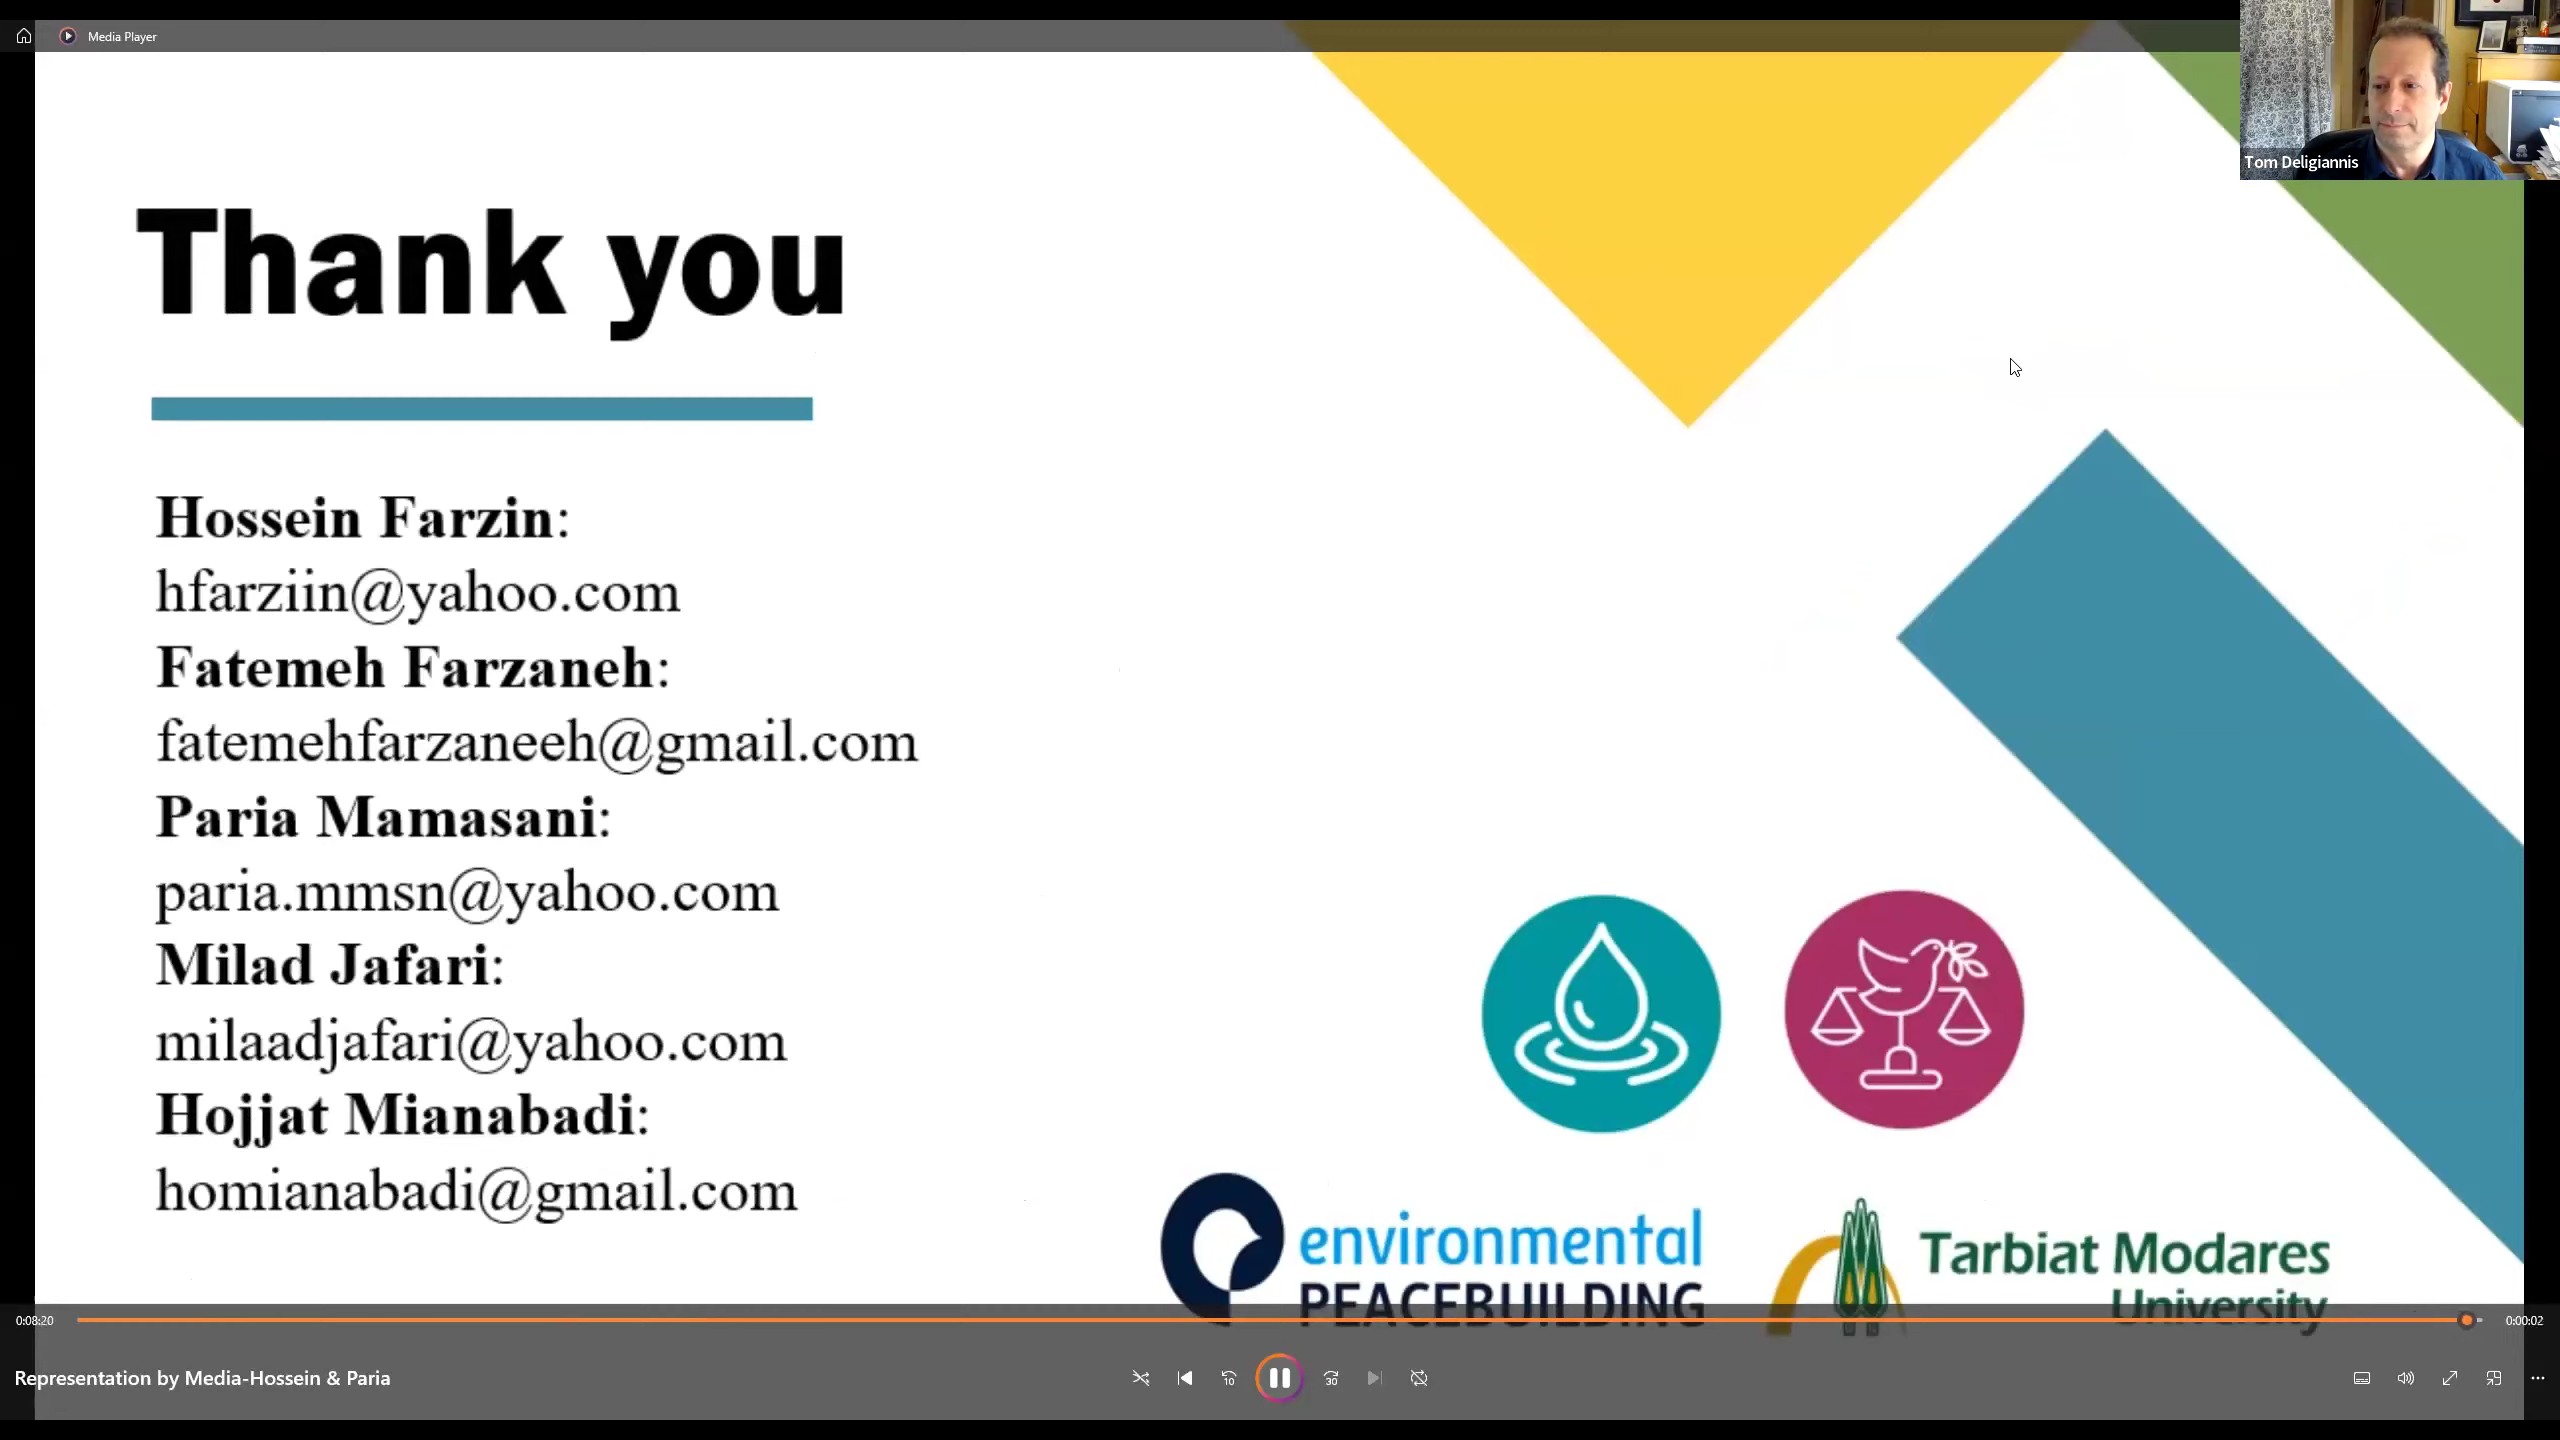 Media Player
Tom Deligiannis
Thank you
Hossein Farzin:
hfarziin@yahoo.com
Fatemeh Farzaneh:
fatemehfarzaneeh@gmail.com
Paria Mamasani:
paria.mmsn@yahoo.com
Milad Jafari:
milaadjafari@yahoo.com
Hojjat Mianabadi:
homianabadi@gmail.com
environmental
PEACEBUILDING
Tarbiat Modares
University
0:08:20
0:00:02
Representation by Media-Hossein & Paria
10
30